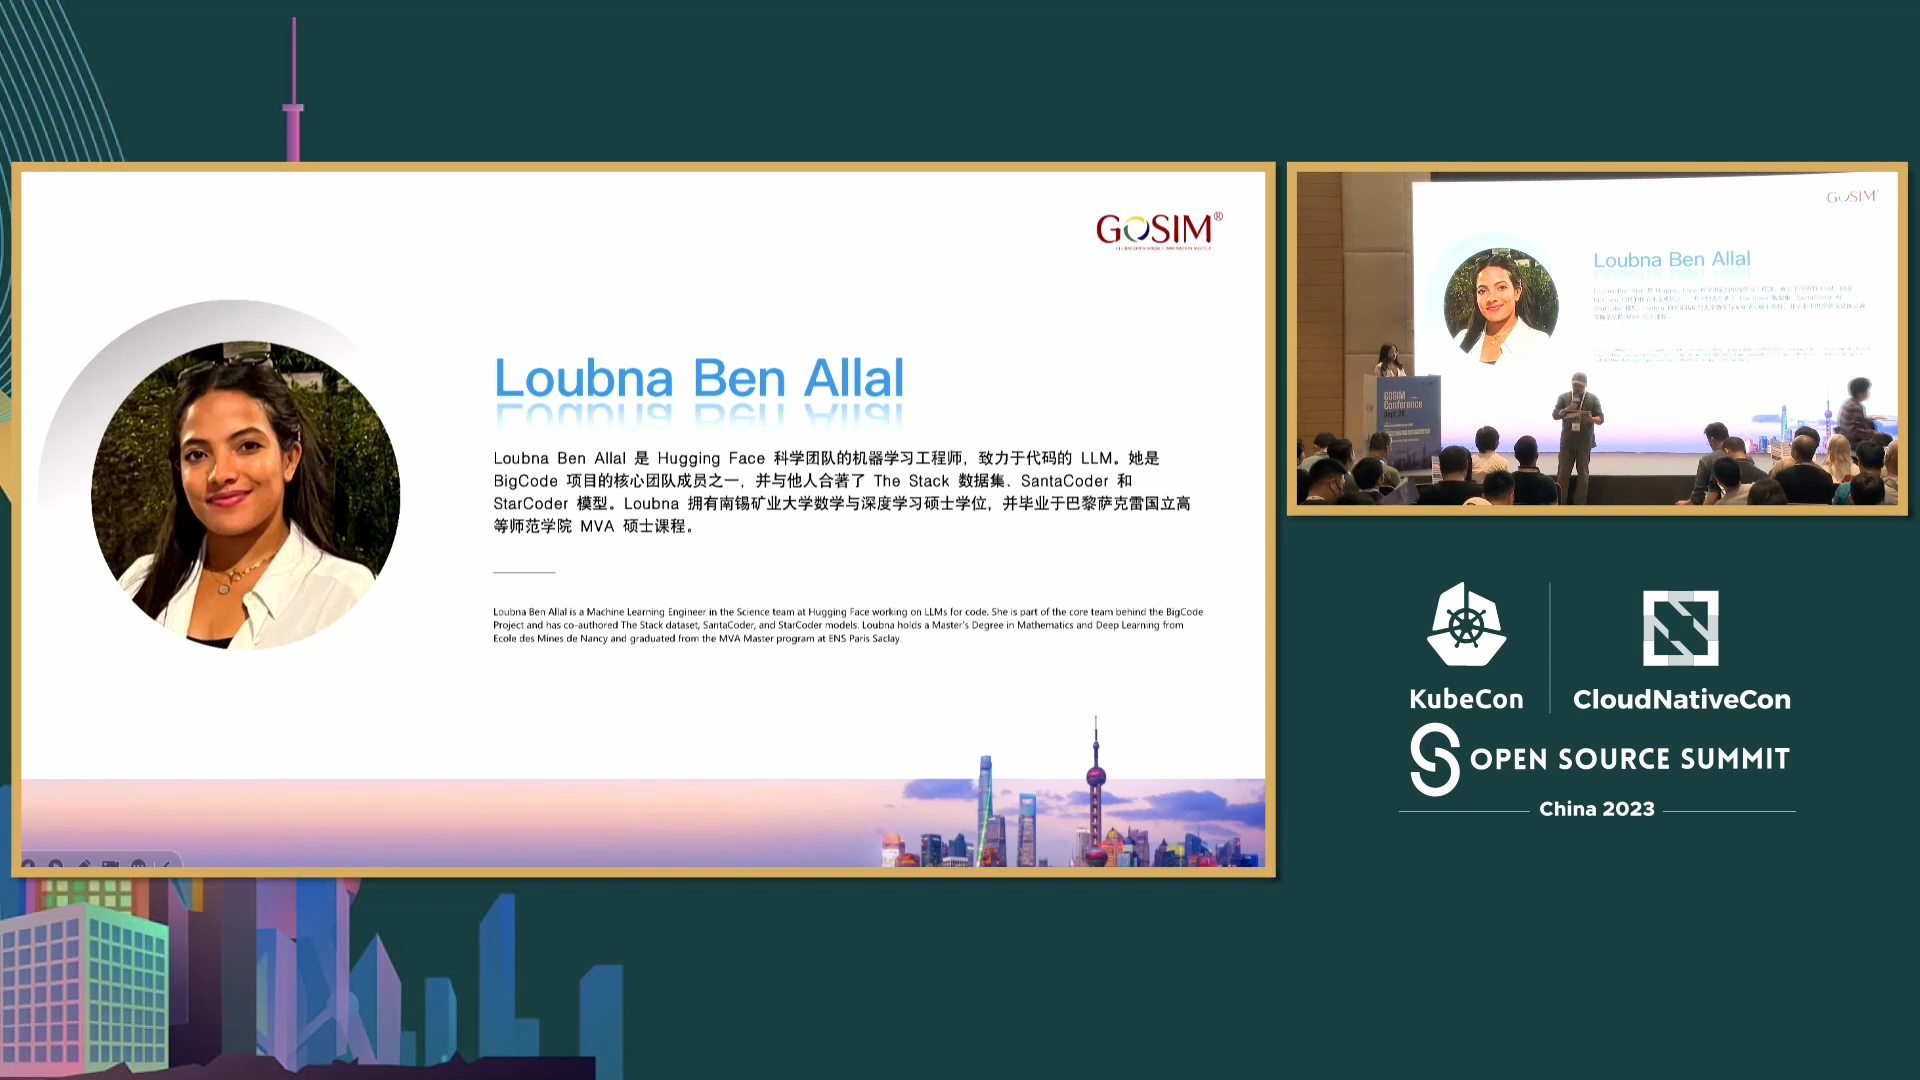 GOSIM®
Loubna Ben Allal
Loubna Ben Allal 是 Hugging Face 科学团队的机器学习工程师，致力于代码的 LLM。她是
BigCode 项目的核心团队成员之一，并与他人合著了 The Stack 数据集、SantaCoder 和
StarCoder 模型。Loubna 拥有南锡矿业大学数学与深度学习硕士学位，并毕业于巴黎萨克雷国立高
等师范学院 MVA 硕士课程。
Loubna Ben Allal is a Machine Learning Engineer in the Science team at Hugging Face working on LLMs for code. She is part of the core team behind the BigCode
Project and has co-authored The Stack dataset, SantaCoder, and StarCoder models. Loubna holds a Master's Degree in Mathematics and Deep Learning from
Ecole des Mines de Nancy and graduated from the MVA Master program at ENS Paris Saclay.
GOSIM
Loubna Ben Allal
GOSIM
Conference
KubeCon
CloudNativeCon
OPEN SOURCE SUMMIT
China 2023